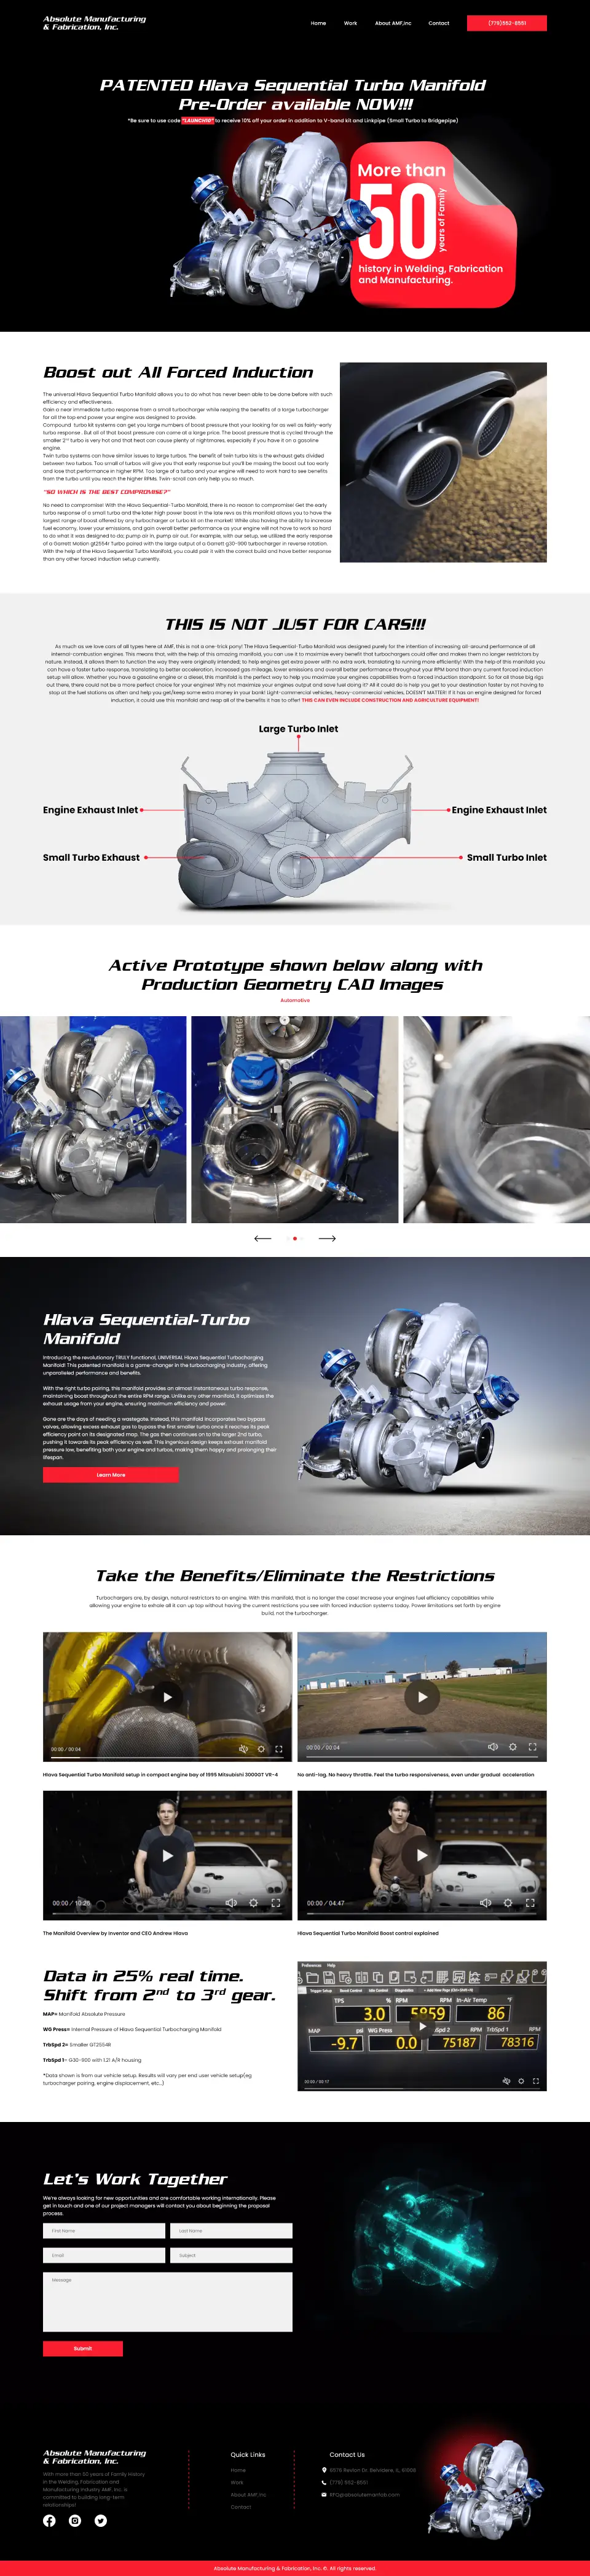 Absolute Manufacturing
& Fabrication, Inc.
Home
Work
About AMF,Inc
Contact
(779)552-8551
PATENTED Hlava Sequential Turbo Manifold
Pre-Order available NOW!!!
*Be sure to use code "LAUNCH10" to receive 10% off your order in addition to V-band kit and Linkpipe (Small Turbo to Bridgepipe)
More than
50
years of Family
history in Welding, Fabrication
and Manufacturing.
Boost out All Forced Induction
The universal Hlava Sequential Turbo Manifold allows you to do what has never been able to be done before with such
efficiency and effectiveness.
Gain a near immediate turbo response from a small turbocharger while reaping the benefits of a large turbocharger
for all the top-end power your engine was designed to provide.
Compound turbo kit systems can get you large numbers of boost pressure that your looking for as well as fairly-early
turbo response . But all of that boost pressure can come at a large price. The boost pressure that is cycled through the
smaller 2nd turbo is very hot and that heat can cause plenty of nightmares, especially if you have it on a gasoline
engine.
Twin turbo systems can have similar issues to large turbos. The benefit of twin turbo kits is the exhaust gets divided
between two turbos. Too small of turbos will give you that early response but you'll be missing the boost out too early
and lose that performance in higher RPM. Too large of a turbo and your engine will need to work hard to see benefits
from the turbo until you reach the higher RPMs. Twin-scroll can only help you so much.
"SO WHICH IS THE BEST COMPROMISE?"
No need to compromise! With the Hlava Sequential-Turbo Manifold, there is no reason to compromise! Get the early
turbo response of a small turbo and the later high power boost in the late revs as this manifold allows you to have the
largest range of boost offered by any turbocharger or turbo kit on the market! While also having the ability to increase
fuel economy, lower your emissions, and gain overall better performance as your engine will not have to work so hard
to do what it was designed to do; pump air in, pump air out. For example, with our setup, we utilized the early response
of a Garrett Motion gt2554r Turbo paired with the large output of a Garrett g30-900 turbocharger in reverse rotation.
With the help of the Hlava Sequential Turbo Manifold, you could pair it with the correct build and have better response
than any other forced induction setup currently.
THIS IS NOT JUST FOR CARS!!!
As much as we love cars of all types here at AMF, this is not a one-trick pony! The Hlava Sequential-Turbo Manifold was designed purely for the intention of increasing all-around performance of all
internal-combustion engines. This means that, with the help of this amazing manifold, you can use it to maximize every benefit that turbochargers could offer and makes them no longer restrictors by
nature. Instead, it allows them to function the way they were originally intended; to help engines get extra power with no extra work, translating to running more efficiently! With the help of this manifold you
can have a faster turbo response, translating to better acceleration, increased gas mileage, lower emissions and overall better performance throughout your RPM band than any current forced induction
setup will allow. Whether you have a gasoline engine or a diesel, this manifold is the perfect way to help you maximize your engines capabilities from a forced induction standpoint. So for all those big rigs
out there, there could not be a more perfect choice for your engines! Why not maximize your engines output and save fuel doing it? All it could do is help you get to your destination faster by not having to
stop at the fuel stations as often and help you get/keep some extra money in your bank! Light-commercial vehicles, heavy-commercial vehicles, DOESN'T MATTER! If it has an engine designed for forced
induction, it could use this manifold and reap all of the benefits it has to offer! THIS CAN EVEN INCLUDE CONSTRUCTION AND AGRICULTURE EQUIPMENT!
Large Turbo Inlet
Engine Exhaust Inlet
Engine Exhaust Inlet
Small Turbo Exhaust
Small Turbo Inlet
Active Prototype shown below along with
Production Geometry CAD Images
Automotive
Hlava Sequential-Turbo
Manifold
Introducing the revolutionary TRULY functional, UNIVERSAL Hlava Sequential Turbocharging
Manifold! This patented manifold is a game-changer in the turbocharging industry, offering
unparalleled performance and benefits.
With the right turbo pairing, this manifold provides an almost instantaneous turbo response,
maintaining boost throughout the entire RPM range. Unlike any other manifold, it optimizes the
exhaust usage from your engine, ensuring maximum efficiency and power.
Gone are the days of needing a wastegate. Instead, this manifold incorporates two bypass
valves, allowing excess exhaust gas to bypass the first smaller turbo once it reaches its peak
efficiency point on its designated map. The gas then continues on to the larger 2nd turbo,
pushing it towards its peak efficiency as well. This ingenious design keeps exhaust manifold
pressure low, benefiting both your engine and turbos, making them happy and prolonging their
lifespan.
Learn More
Take the Benefits/Eliminate the Restrictions
Turbochargers are, by design, natural restrictors to an engine. With this manifold, that is no longer the case! Increase your engines fuel efficiency capabilities while
allowing your engine to exhale all it can up top without having the current restrictions you see with forced induction systems today. Power limitations set forth by engine
build, not the turbocharger.
00:00 / 00:04
00:00 / 00:04
Hlava Sequential Turbo Manifold setup in compact engine bay of 1995 Mitsubishi 3000GT VR-4
No anti-lag. No heavy throttle. Feel the turbo responsiveness, even under gradual acceleration
00:00 / 10:26
00:00 / 04:47
The Manifold Overview by Inventor and CEO Andrew Hlava
Hlava Sequential Turbo Manifold Boost control explained
Data in 25% real time.
Shift from 2nd to 3rd gear.
MAP= Manifold Absolute Pressure
WG Press= Internal Pressure of Hlava Sequential Turbocharging Manifold
TrbSpd 2= Smaller GT2554R
TrbSpd 1= G30-900 with 1.21 A/R housing
*Data shown is from our vehicle setup. Results will vary per end user vehicle setup(eg
turbocharger pairing, engine displacement, etc..)
TPS % RPM RPM In-Air Temp °F
3.0 5859 86
MAP psi WG Press psi TrbSpd 2 RPM TrbSpd 1 RPM
-9.7 0.0 75187 78316
00:00 / 00:17
Let's Work Together
We're always looking for new opportunities and are comfortable working internationally. Please
get in touch and one of our project managers will contact you about beginning the proposal
process.
First Name
Last Name
Email
Subject
Message
Submit
Absolute Manufacturing
& Fabrication, Inc.
With more than 50 years of Family history
in the Welding, Fabrication and
Manufacturing Industry AMF, Inc. is
committed to building long-term
relationships!
Quick Links
Home
Work
About AMF, Inc
Contact
Contact Us
(779) 552-8551
Absolute Manufacturing & Fabrication, Inc. ©. All rights reserved.